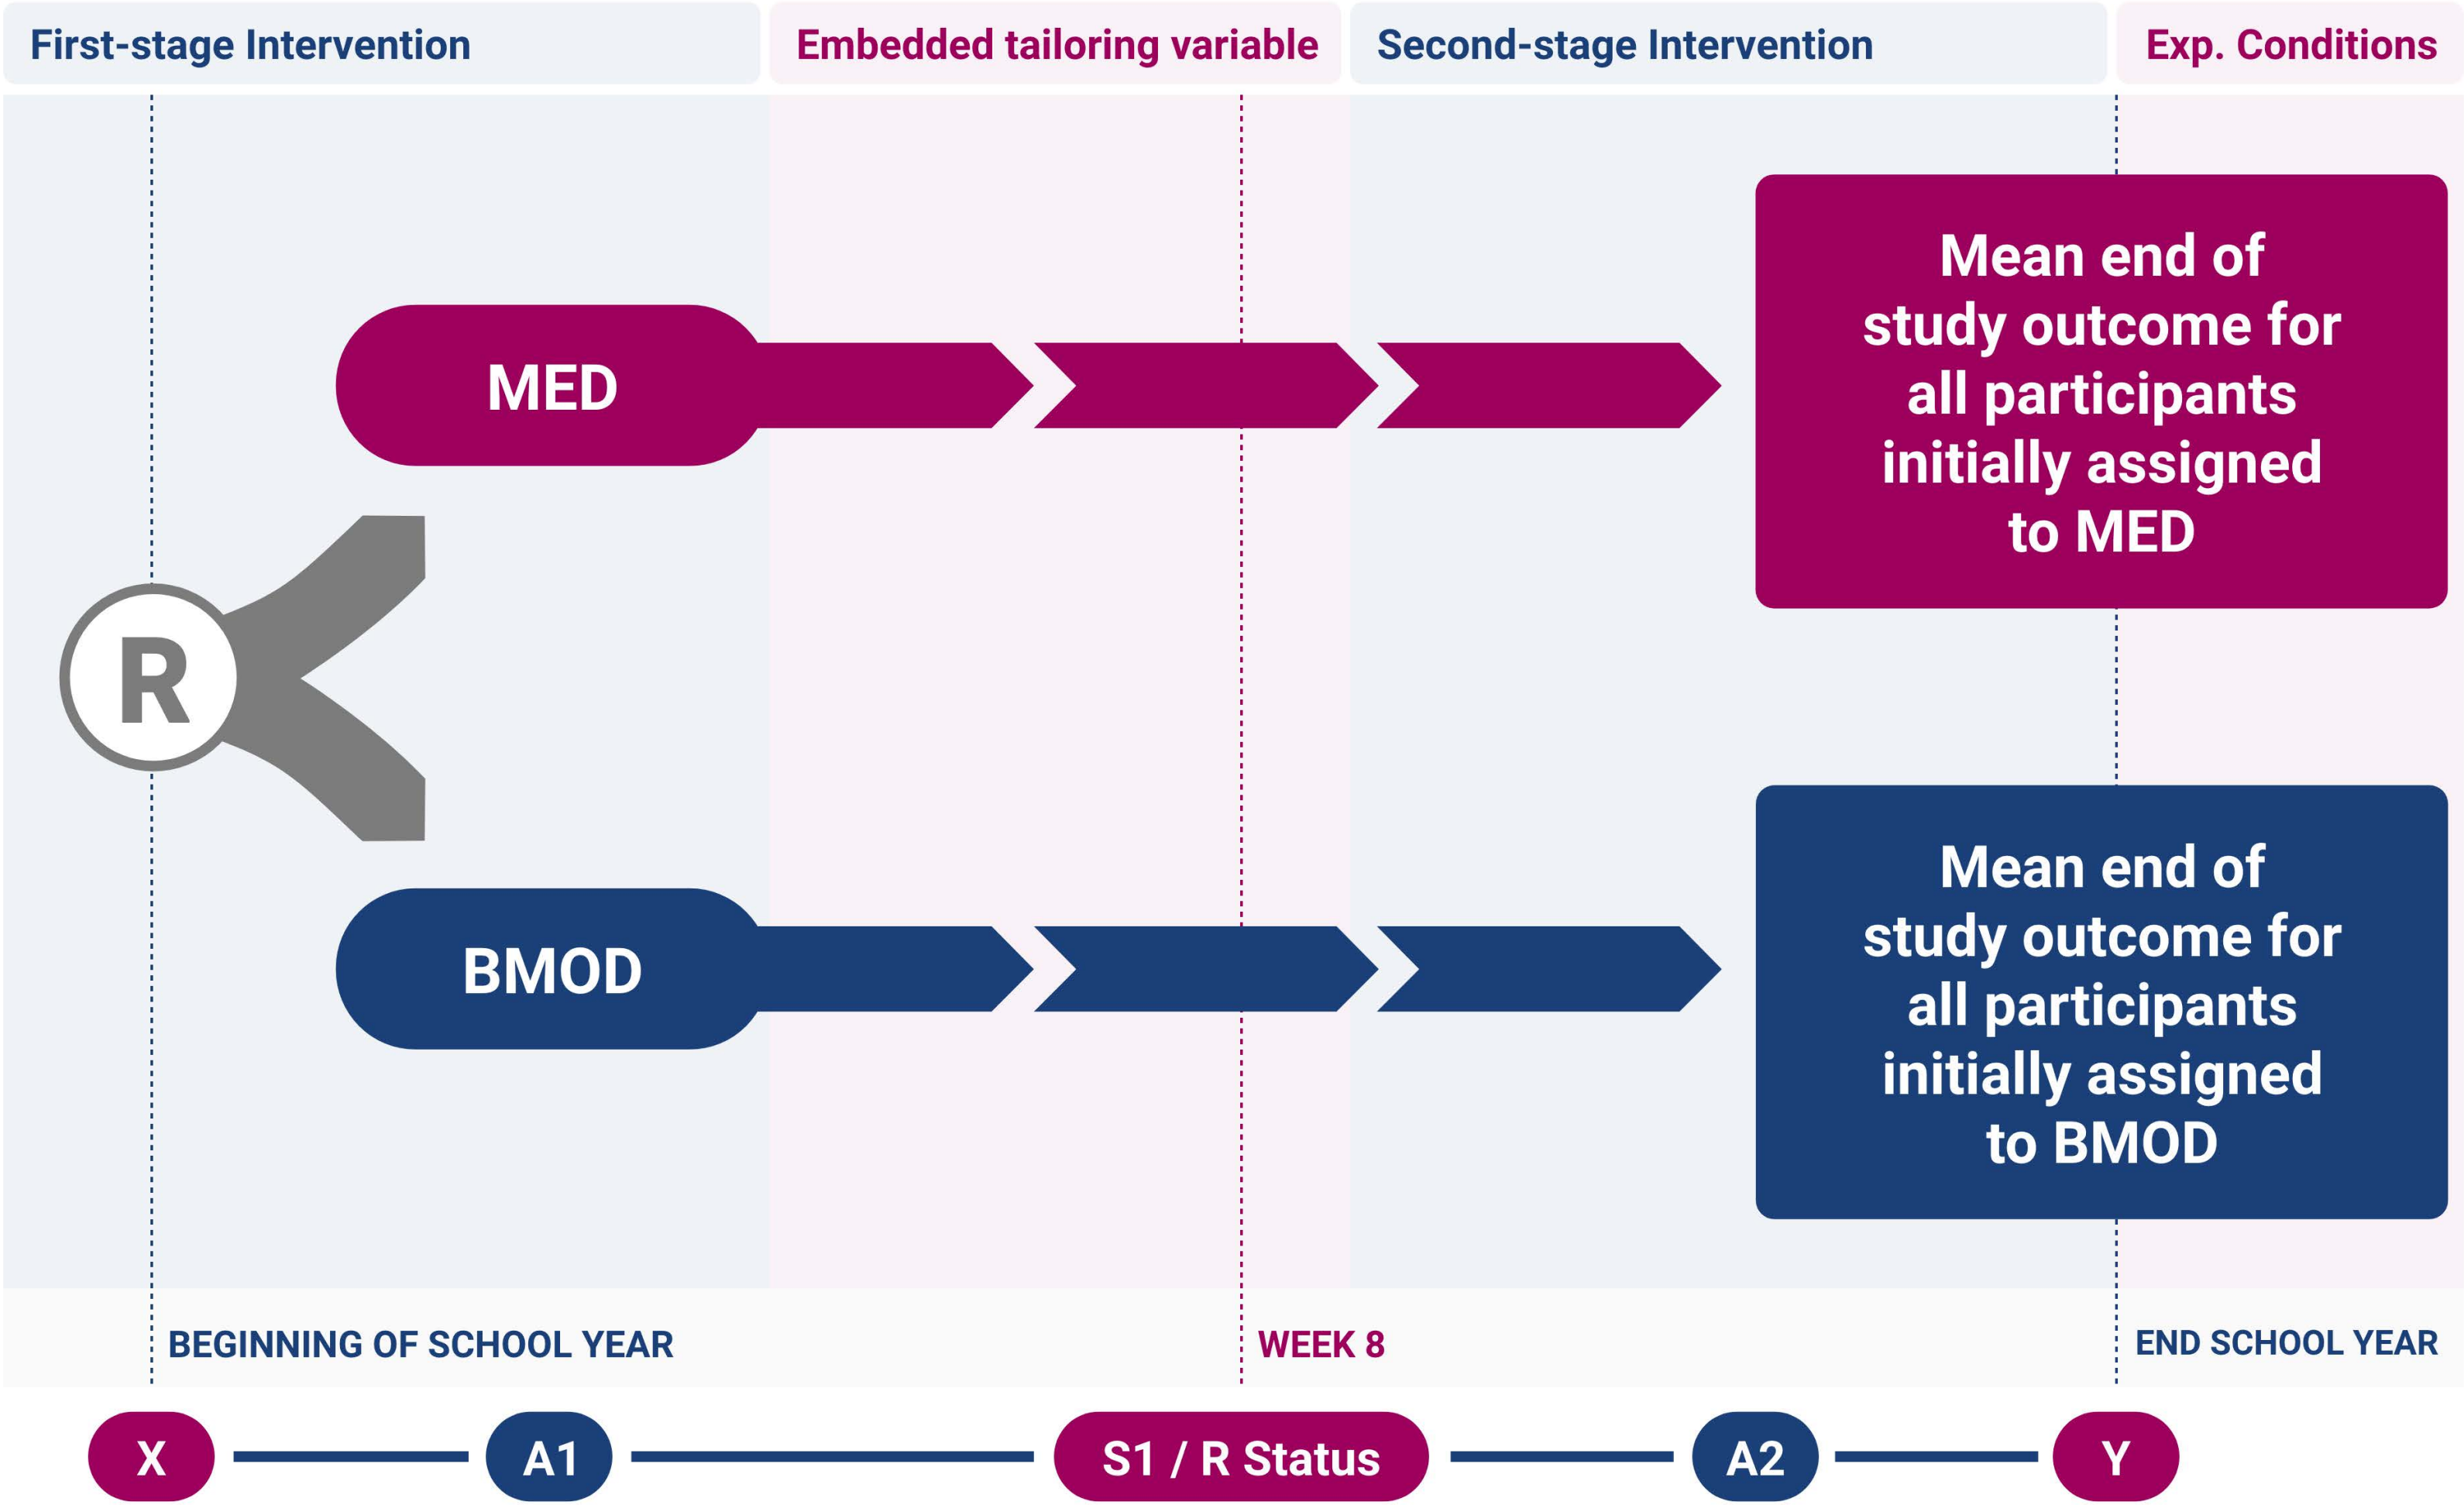 First-stage Intervention
Embedded tailoring variable
Second-stage Intervention
Exp. Conditions
MED
Mean end of
study outcome for
all participants
initially assigned
to MED
R
BMOD
Mean end of
study outcome for
all participants
initially assigned
to BMOD
BEGINNING OF SCHOOL YEAR
WEEK 8
END SCHOOL YEAR
X
A1
S1 / R Status
A2
Y